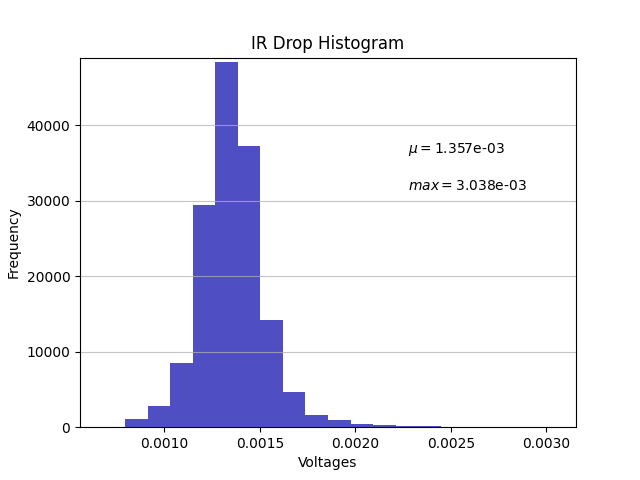 IR Drop Histogram
Frequency
40000
30000
20000
10000
0
μ = 1.357e-03
max = 3.038e-03
0.0010 0.0015 0.0020 0.0025 0.0030
Voltages